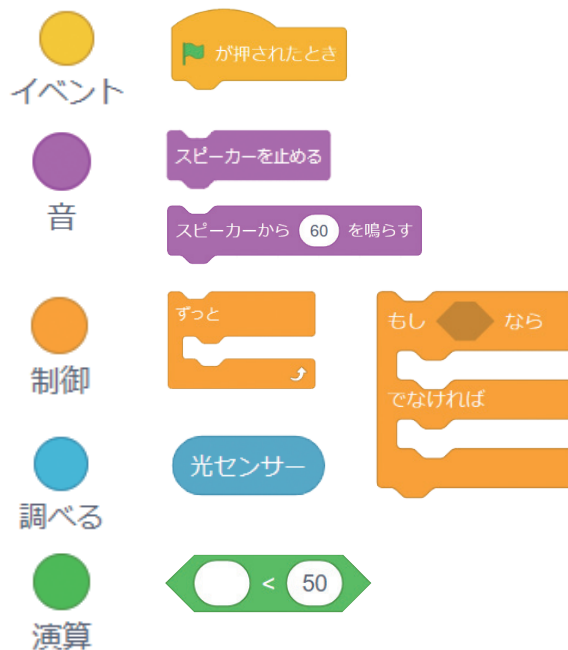 イベント
が押されたとき
音
スピーカーを止める
スピーカーから 60 を鳴らす
制御
ずっと
もし なら
でなければ
調べる
光センサー
演算
< 50